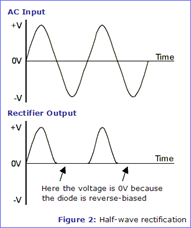 AC Input
+V
0V
Time
-V
Rectifier Output
+V
0V
Time
-V
Here the voltage is 0V because
the diode is reverse-biased
Figure 2: Half-wave rectification